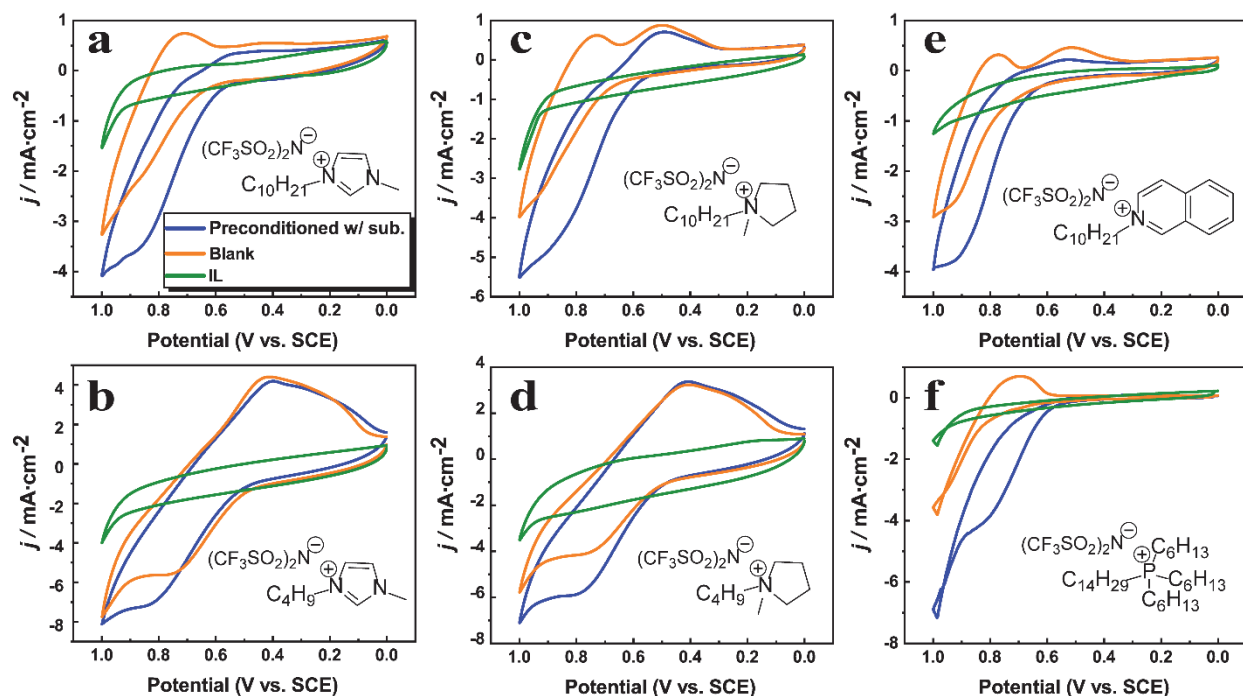 a
j / mA·cm-2
1
0
-1
-2
-3
-4
(CF3SO2)2N⊖
⊕
C10H21 N N
Preconditioned w/ sub.
Blank
IL
1.0 0.8 0.6 0.4 0.2 0.0
Potential (V vs. SCE)
c
1
0
-1
-2
-3
-4
-5
-6
(CF3SO2)2N⊖
⊕
C10H21 N
1.0 0.8 0.6 0.4 0.2 0.0
Potential (V vs. SCE)
e
j / mA·cm-2
1
0
-1
-2
-3
-4
(CF3SO2)2N⊖
⊕
N
C10H21
1.0 0.8 0.6 0.4 0.2 0.0
Potential (V vs. SCE)
b
j / mA·cm-2
4
2
0
-2
-4
-6
-8
(CF3SO2)2N⊖
⊕
C4H9 N N
1.0 0.8 0.6 0.4 0.2 0.0
Potential (V vs. SCE)
d
j / mA·cm-2
4
2
0
-2
-4
-6
-8
(CF3SO2)2N⊖
⊕
C4H9 N
1.0 0.8 0.6 0.4 0.2 0.0
Potential (V vs. SCE)
f
j / mA·cm-2
0
-2
-4
-6
-8
(CF3SO2)2N⊖
⊕ C6H13
P
C14H29 C6H13
C6H13
1.0 0.8 0.6 0.4 0.2 0.0
Potential (V vs. SCE)
j / mA·cm-2